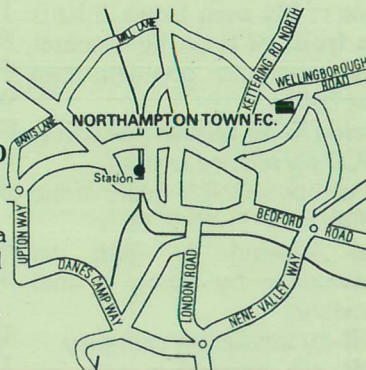 MILL LANE
KETTERING RD NORTH
WELLINGBOROUGH
ROAD
NORTHAMPTON TOWN F.C.
BANTS LANE
Station
UPTON WAY
BEDFORD
ROAD
DANES CAMP WAY
LONDON ROAD
NENE VALLEY WAY